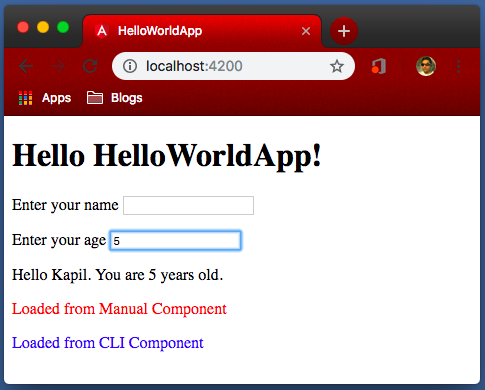 HelloWorldApp
localhost:4200
Apps Blogs
Hello HelloWorldApp!
Enter your name
Enter your age 5
Hello Kapil. You are 5 years old.
Loaded from Manual Component
Loaded from CLI Component